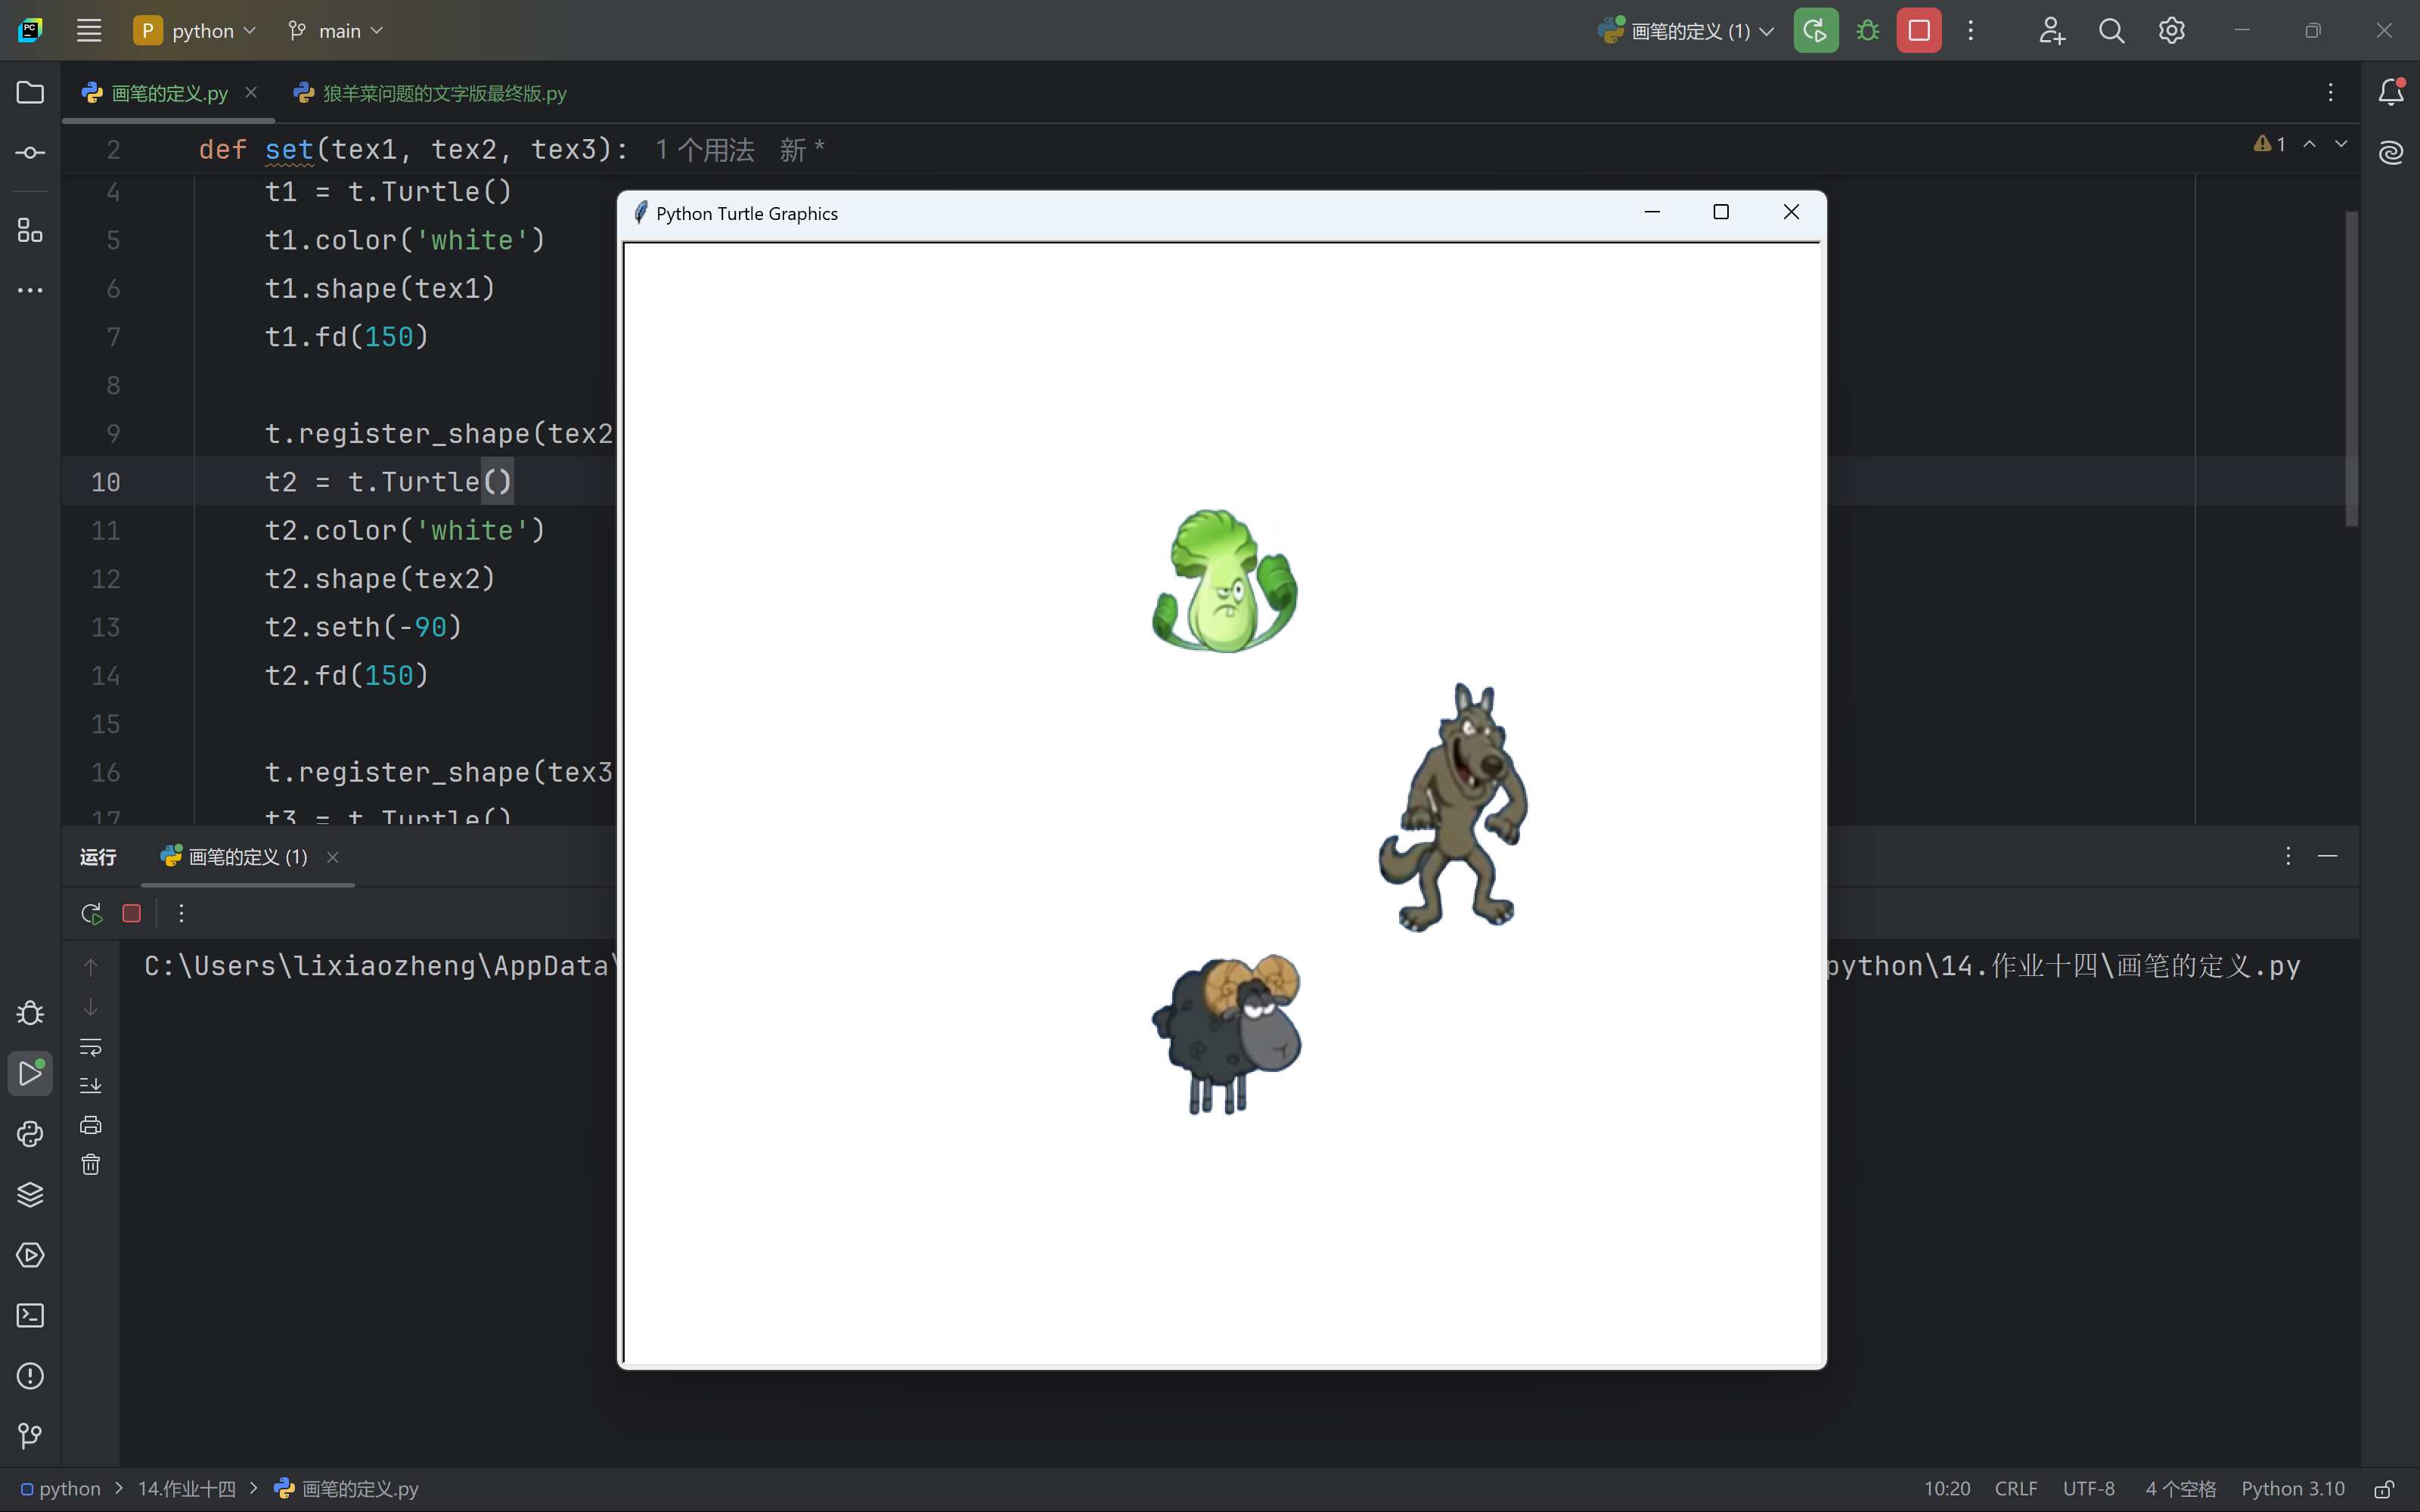 P python main 画笔的定义 (1)
画笔的定义.py 狼羊菜问题的文字版最终版.py
2 def set(tex1, tex2, tex3): 1 个用法 新 * 1
4 t1 = t.Turtle()
5 t1.color('white')
6 t1.shape(tex1)
7 t1.fd(150)
8
9 t.register_shape(tex2
10 t2 = t.Turtle()
11 t2.color('white')
12 t2.shape(tex2)
13 t2.seth(-90)
14 t2.fd(150)
15
16 t.register_shape(tex3
17 t3 = t.Turtle()
Python Turtle Graphics
运行 画笔的定义 (1)
C:\Users\lixiaozheng\AppData\ python\14.作业十四\画笔的定义.py
python > 14.作业十四 > 画笔的定义.py 10:20 CRLF UTF-8 4 个空格 Python 3.10